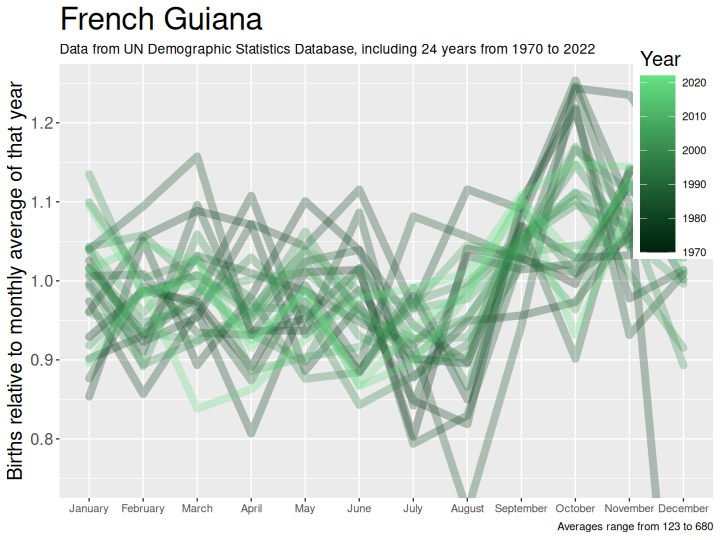 French Guiana
Data from UN Demographic Statistics Database, including 24 years from 1970 to 2022
Year
2020
2010
2000
1990
1980
1970
Births relative to monthly average of that year
1.2
1.1
1.0
0.9
0.8
January February March April May June July August September October November December
Averages range from 123 to 680